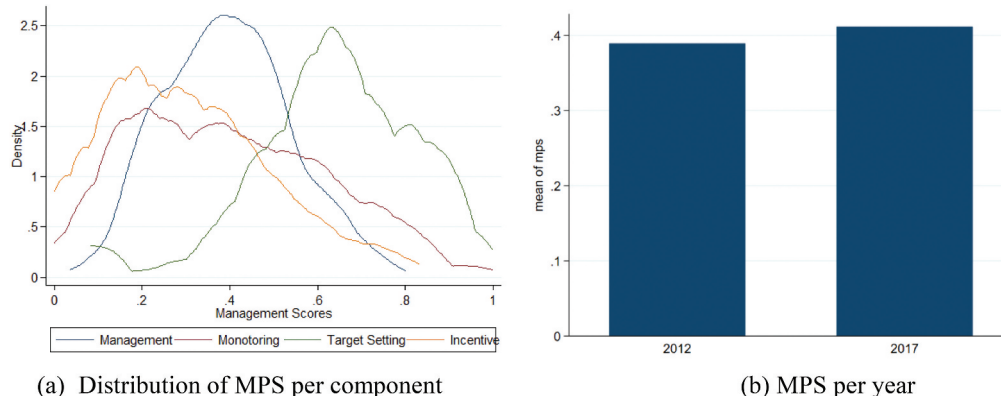 2.5
2
1.5
1
.5
0
Density
0 .2 .4 .6 .8 1
Management Scores
Management Monotoring Target Setting Incentive
(a) Distribution of MPS per component
.4
.3
.2
.1
0
mean of mps
2012 2017
(b) MPS per year